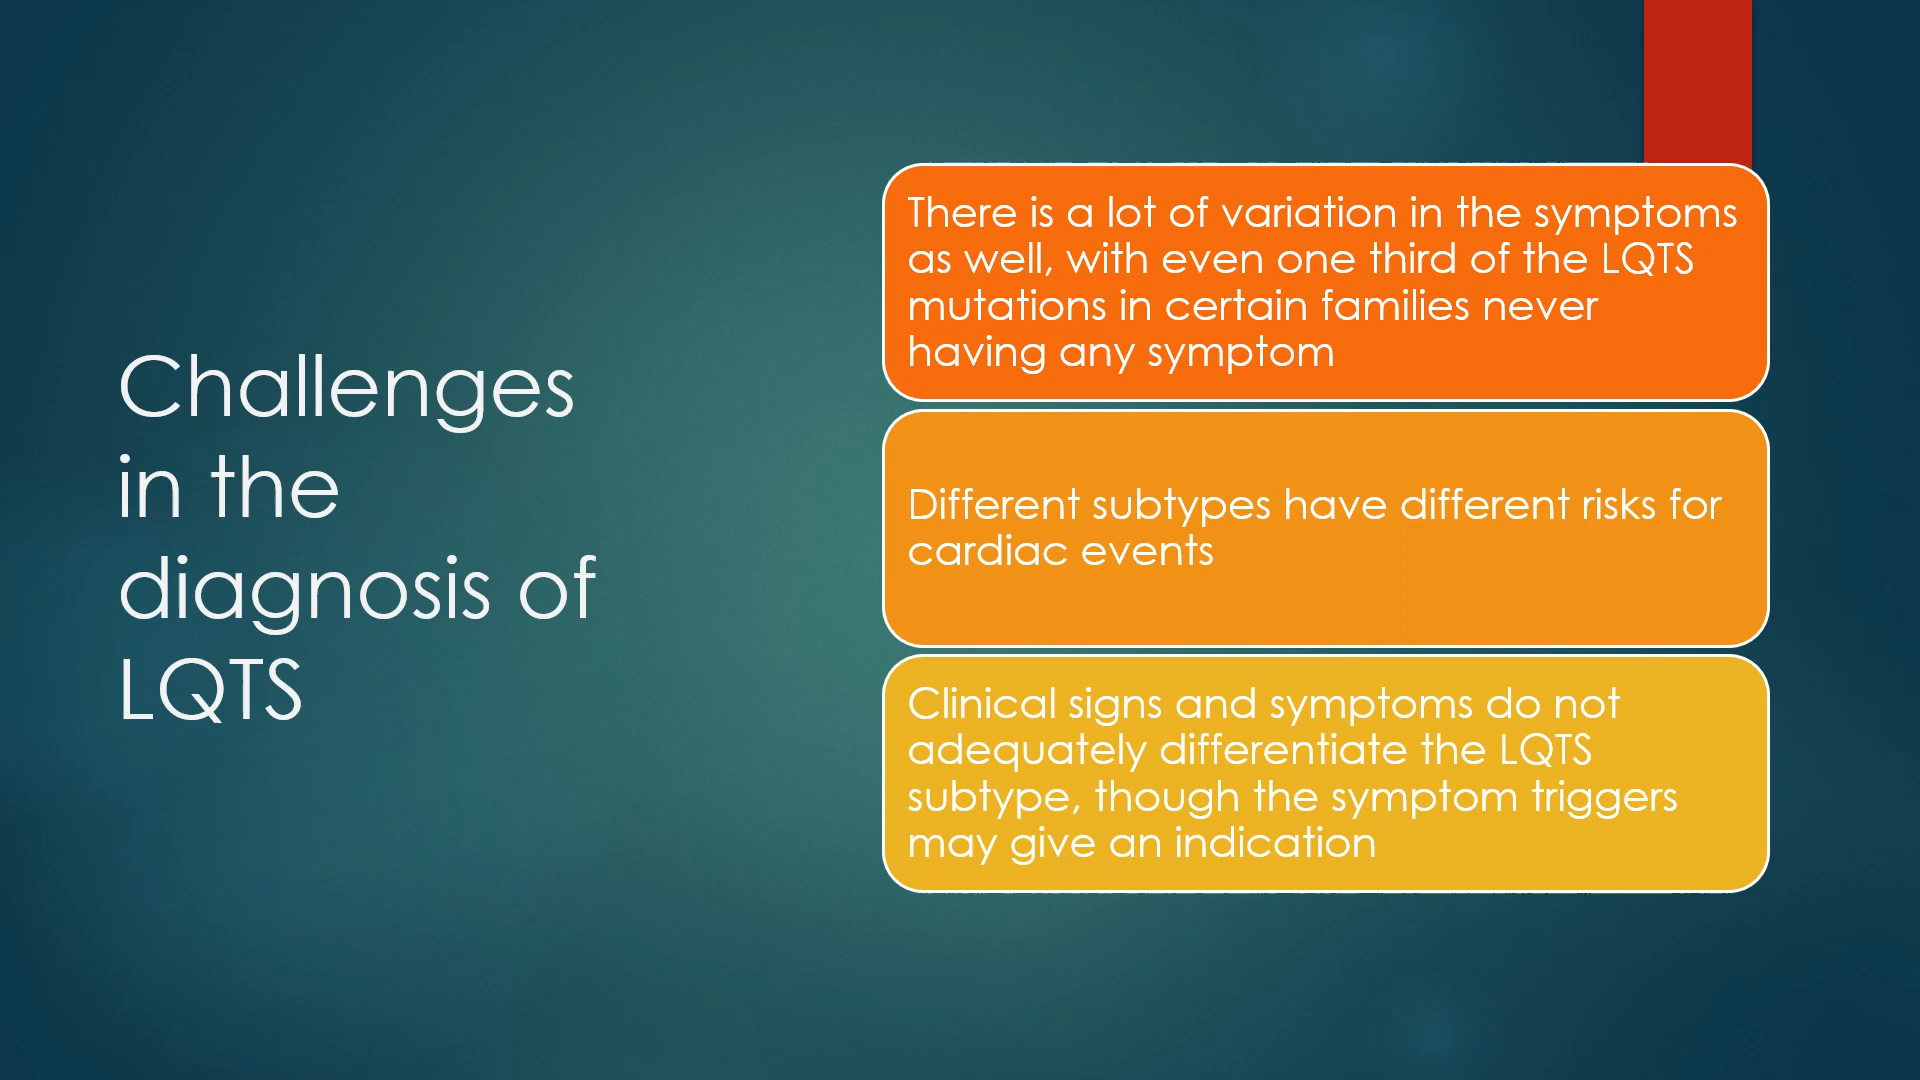 Challenges
in the
diagnosis of
LQTS
There is a lot of variation in the symptoms
as well, with even one third of the LQTS
mutations in certain families never
having any symptom
Different subtypes have different risks for
cardiac events
Clinical signs and symptoms do not
adequately differentiate the LQTS
subtype, though the symptom triggers
may give an indication